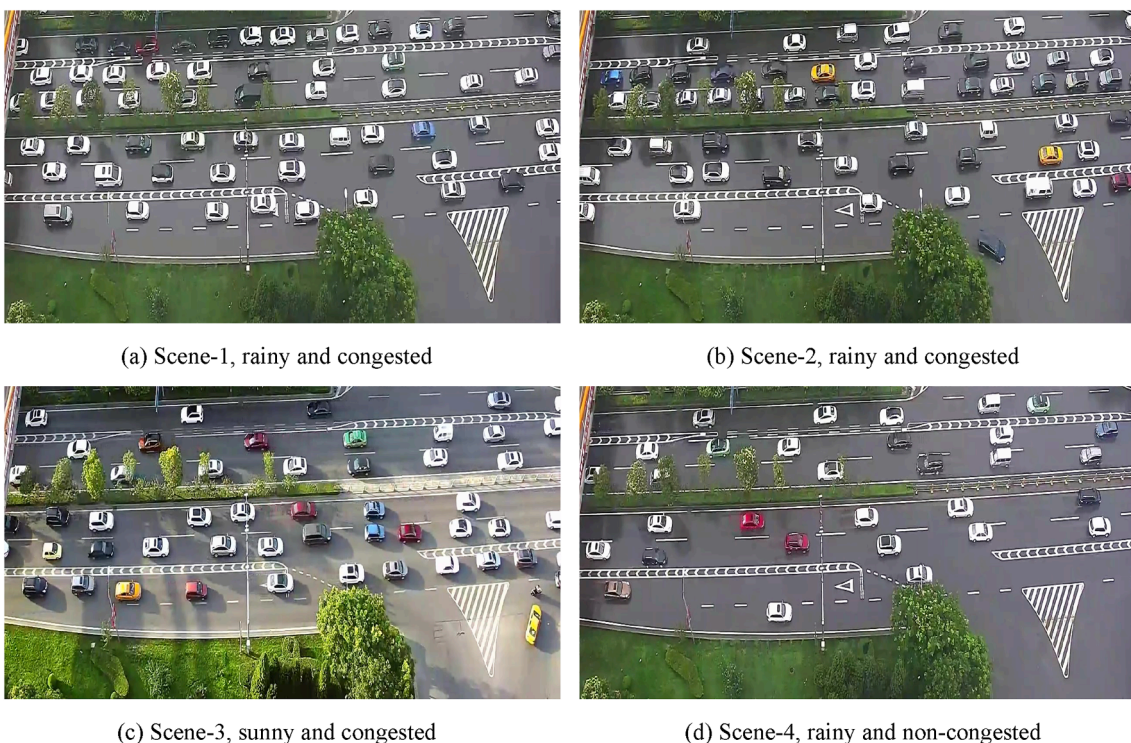 (a) Scene-1, rainy and congested
(b) Scene-2, rainy and congested
(c) Scene-3, sunny and congested
(d) Scene-4, rainy and non-congested